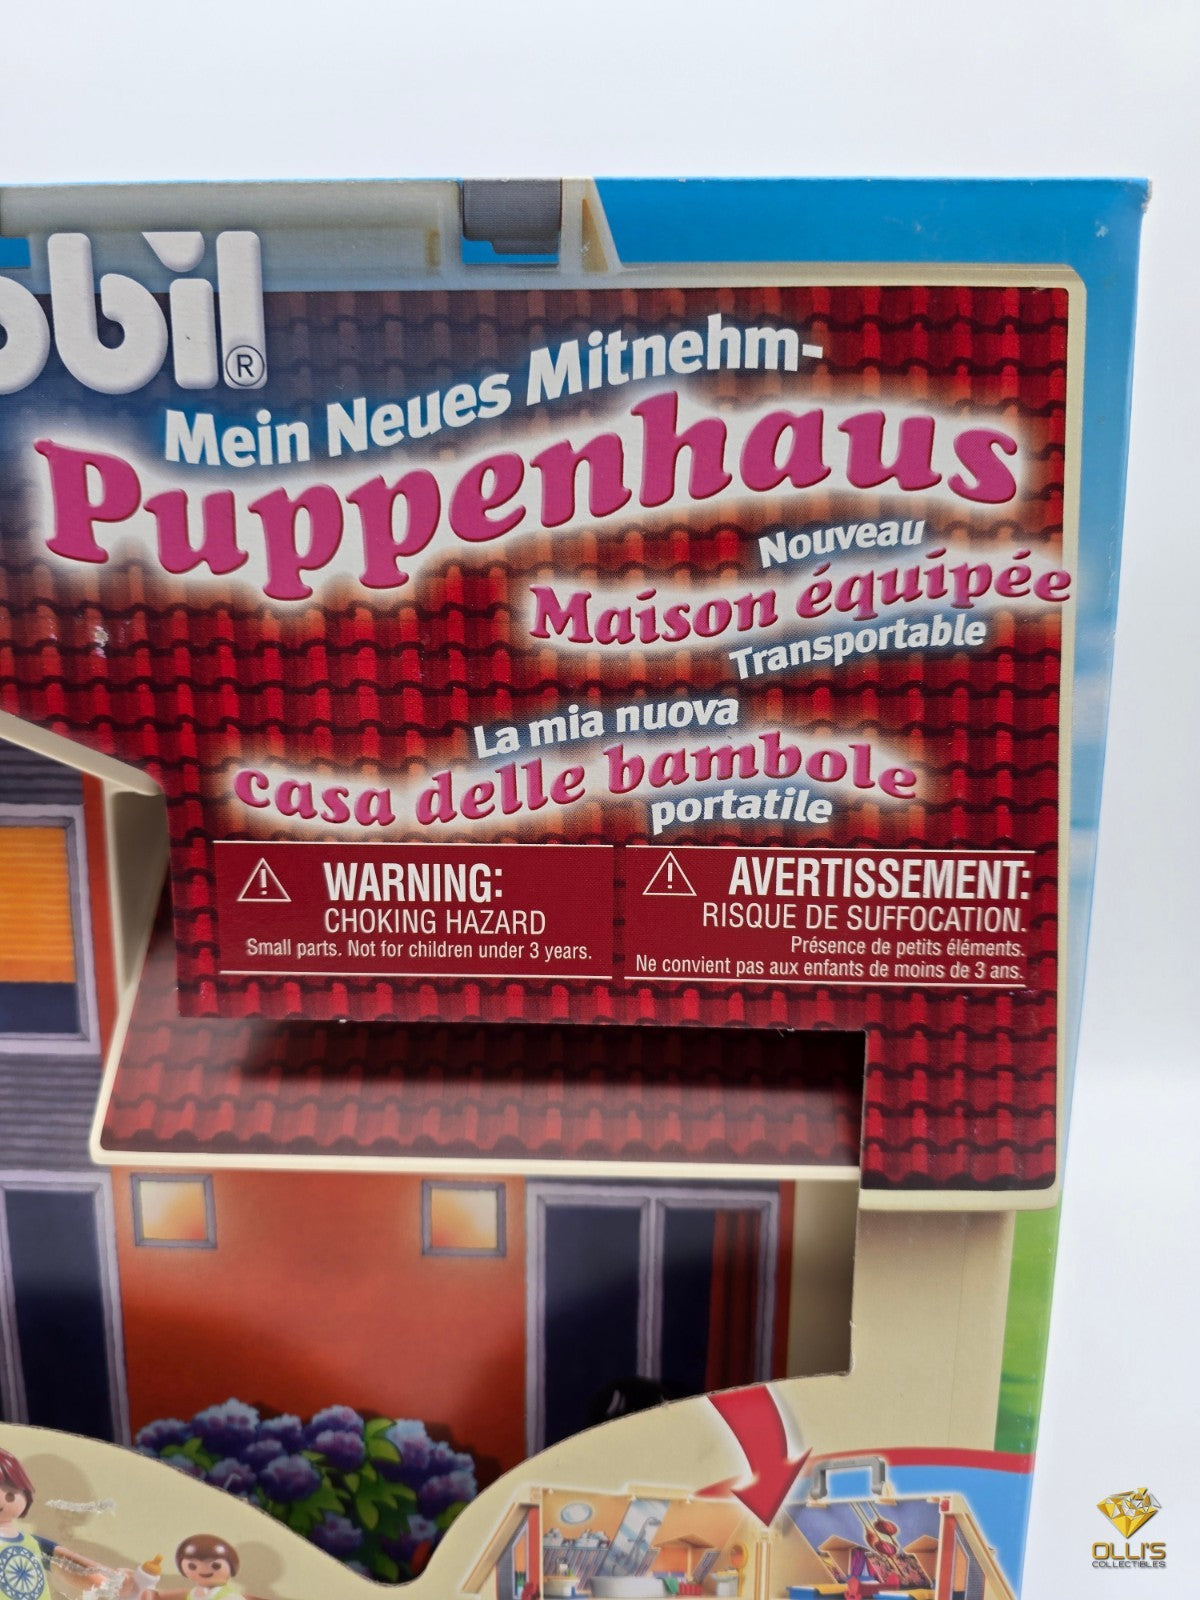 obil®
Mein Neues Mitnehm-
Puppenhaus
Nouveau
Maison équipée
Transportable
La mia nuova
casa delle bambole
portatile
WARNING:
CHOKING HAZARD
Small parts. Not for children under 3 years.
AVERTISSEMENT:
RISQUE DE SUFFOCATION.
Présence de petits éléments.
Ne convient pas aux enfants de moins de 3 ans.
OLLI'S
COLLECTIBLES